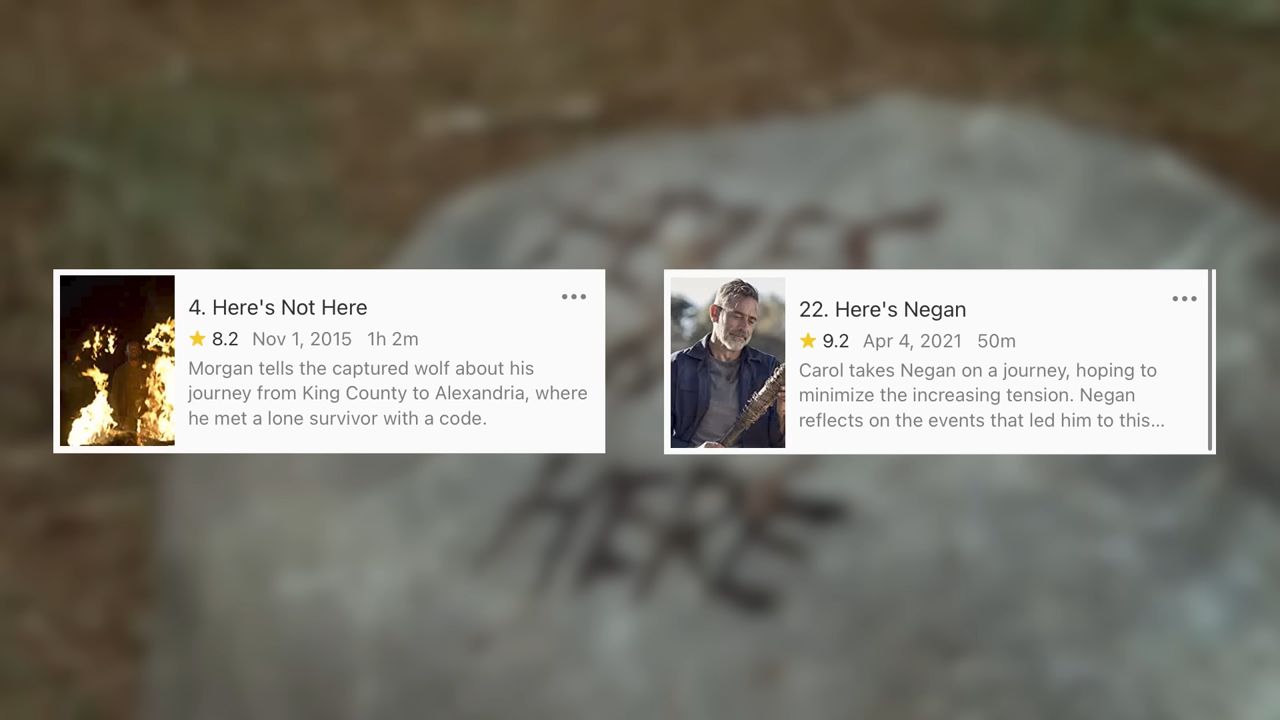 4. Here's Not Here
8.2 Nov 1, 2015 1h 2m
Morgan tells the captured wolf about his
journey from King County to Alexandria, where
he met a lone survivor with a code.
22. Here's Negan
9.2 Apr 4, 2021 50m
Carol takes Negan on a journey, hoping to
minimize the increasing tension. Negan
reflects on the events that led him to this...
HERE